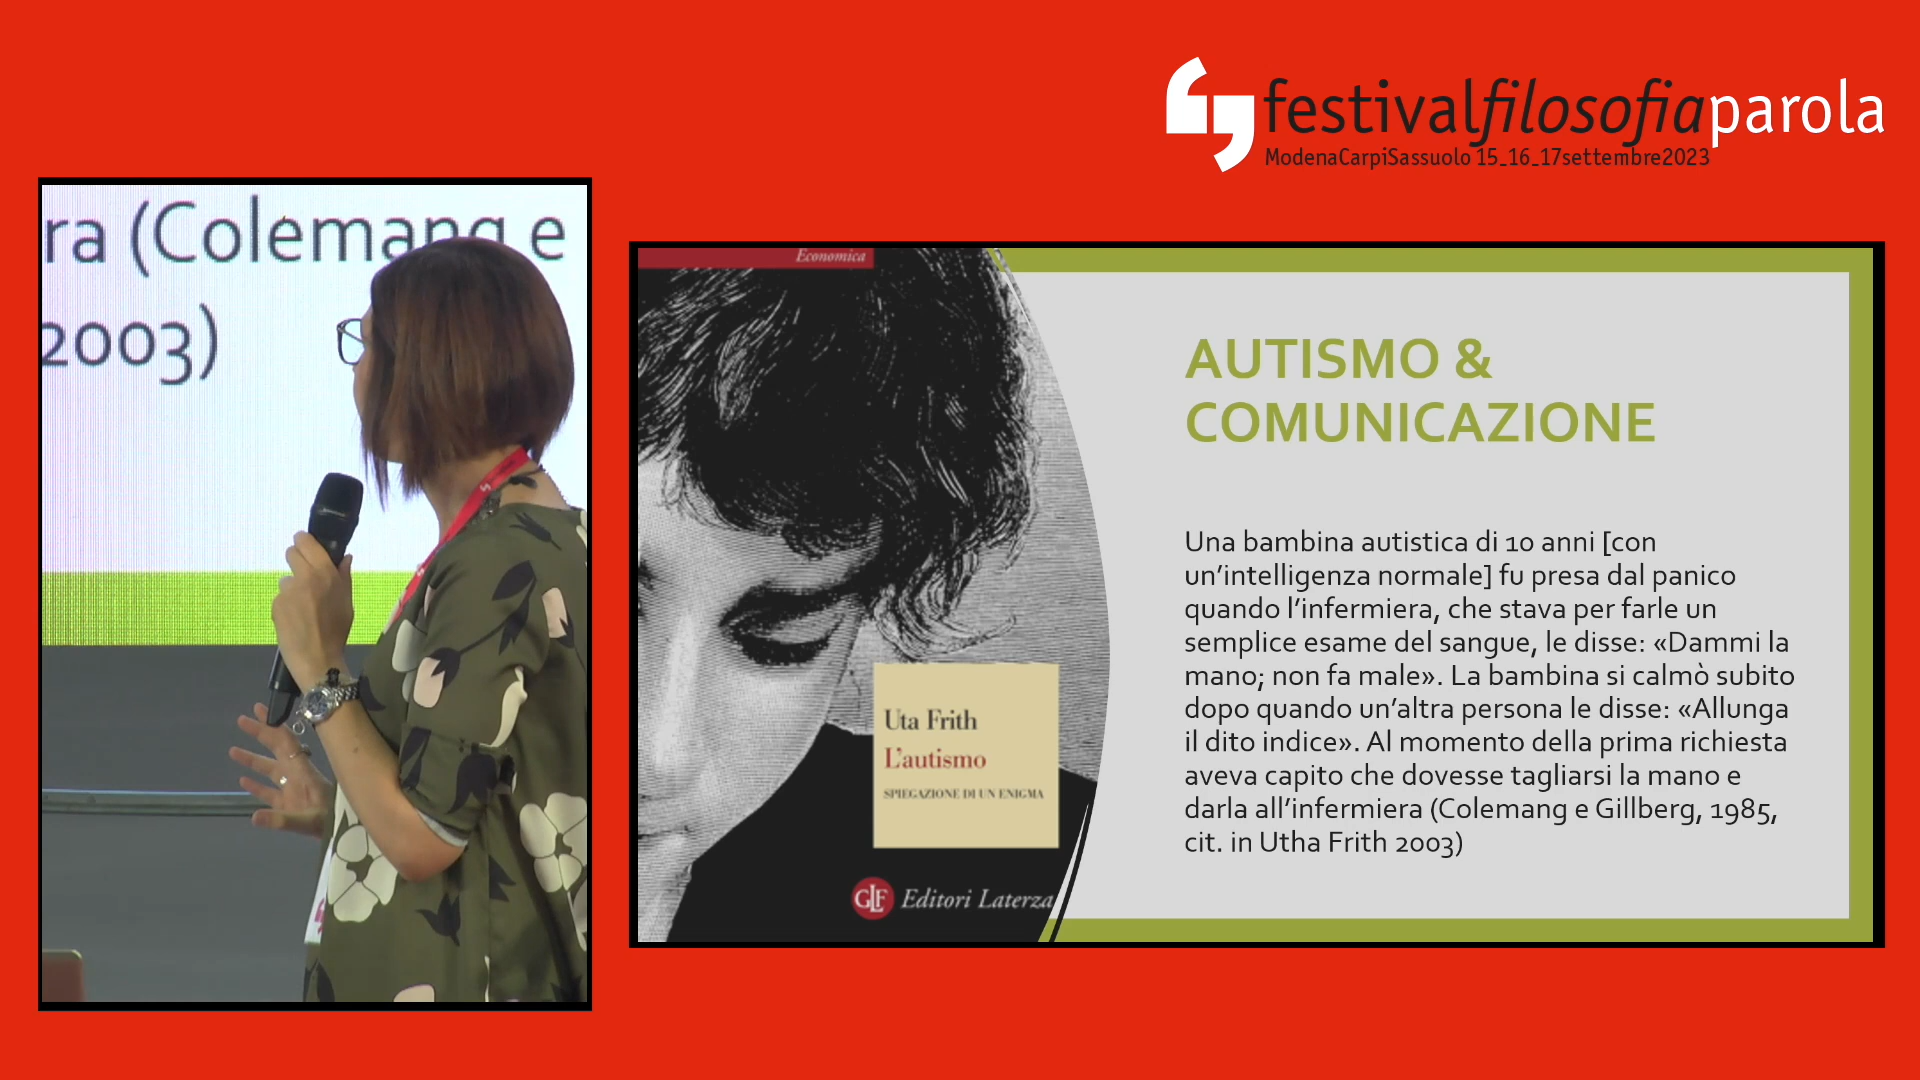 festivalfilosofiaparola
ModenaCarpiSassuolo 15_16_17settembre2023
ra (Colemang e
2003)
Economica
Uta Frith
L'autismo
SPIEGAZIONE DI UN ENIGMA
GLF Editori Laterza
AUTISMO &
COMUNICAZIONE
Una bambina autistica di 10 anni [con
un'intelligenza normale] fu presa dal panico
quando l'infermiera, che stava per farle un
semplice esame del sangue, le disse: «Dammi la
mano; non fa male». La bambina si calmò subito
dopo quando un'altra persona le disse: «Allunga
il dito indice». Al momento della prima richiesta
aveva capito che dovesse tagliarsi la mano e
darla all'infermiera (Colemang e Gillberg, 1985,
cit. in Utha Frith 2003)